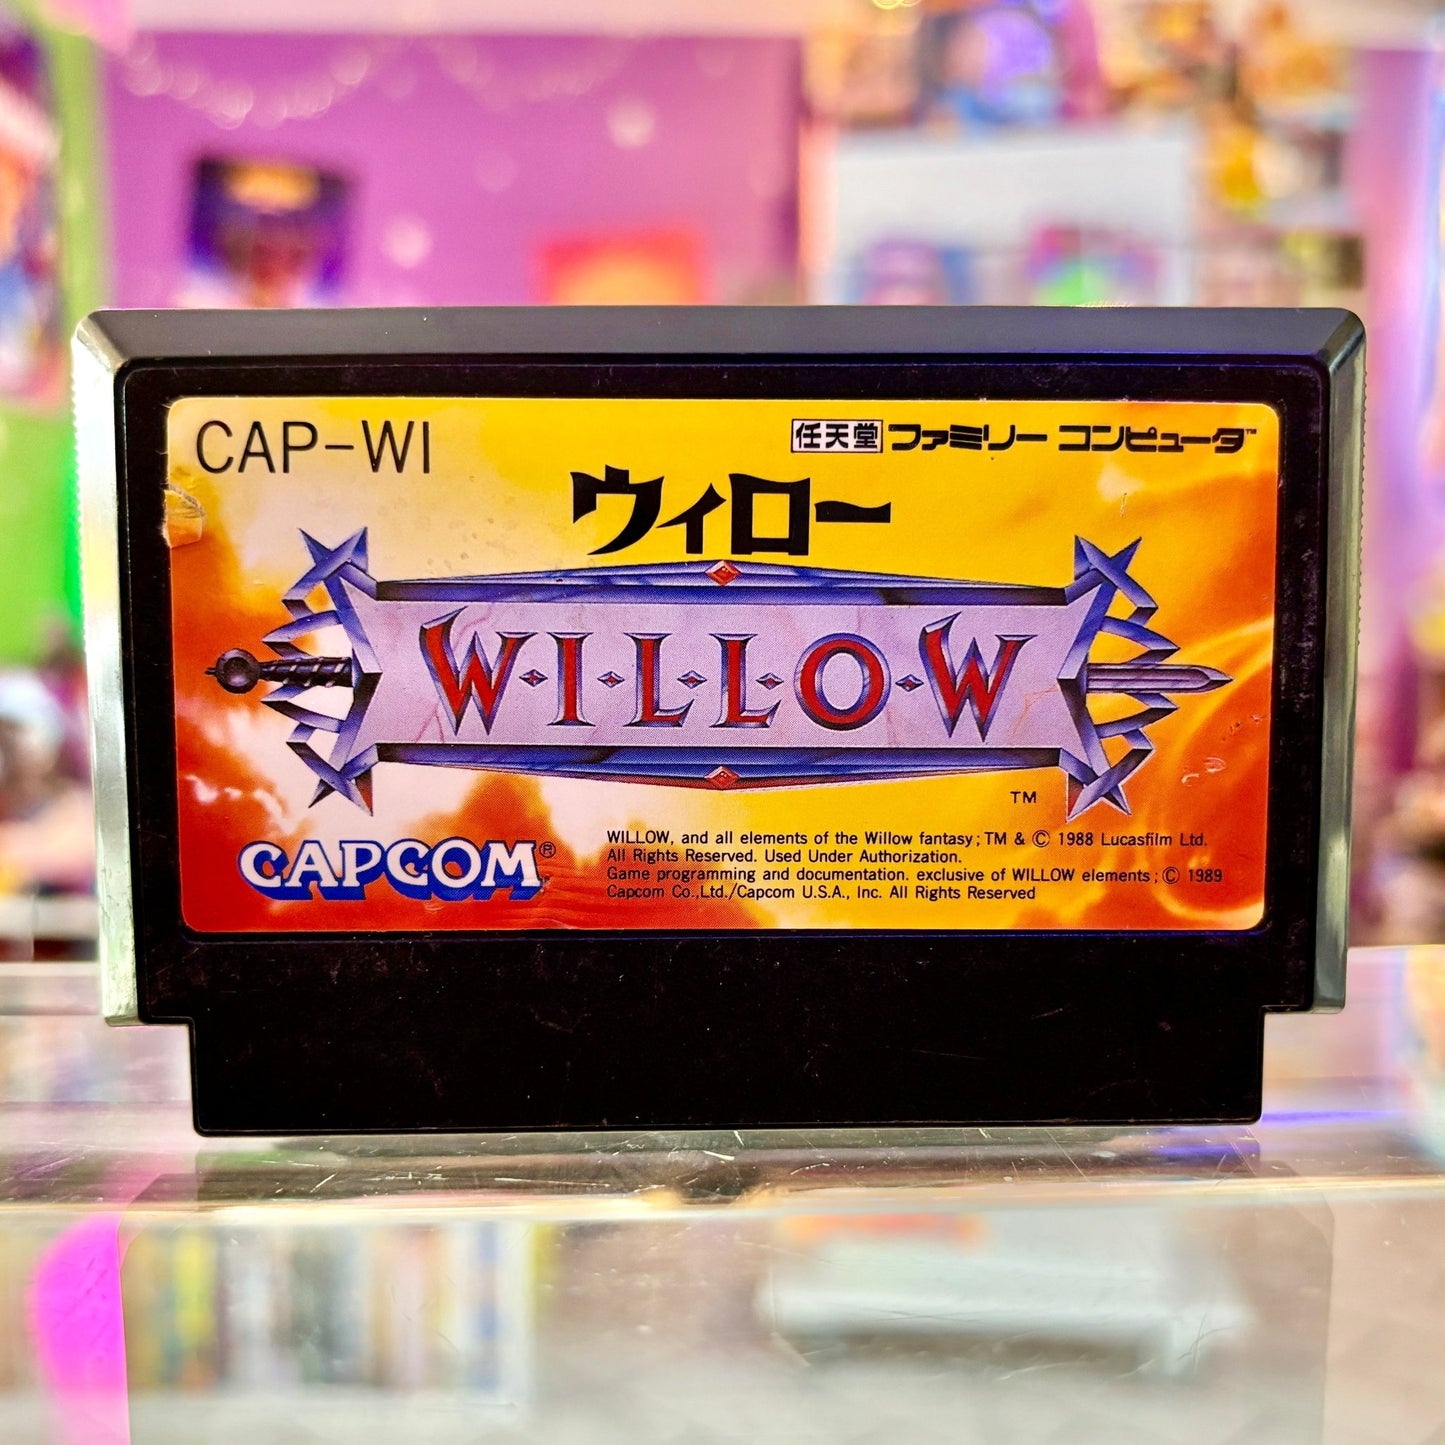 CAP-WI
任天堂 ファミリー コンピュータ™
ウィロー
W·I·L·L·O·W
TM
CAPCOM®
WILLOW, and all elements of the Willow fantasy; TM & © 1988 Lucasfilm Ltd.
All Rights Reserved. Used Under Authorization.
Game programming and documentation. exclusive of WILLOW elements; © 1989
Capcom Co.,Ltd./Capcom U.S.A., Inc. All Rights Reserved